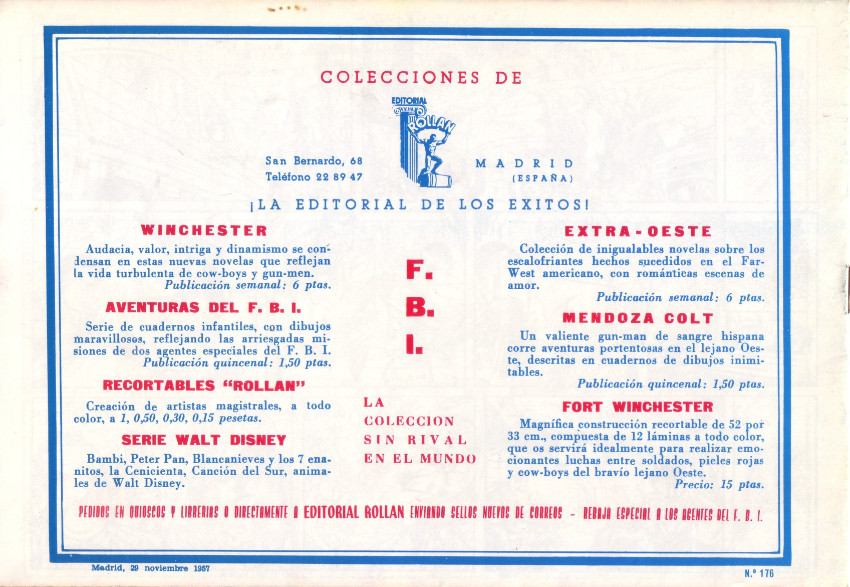 COLECCIONES DE
EDITORIAL
ROLLAN
San Bernardo, 68
Teléfono 22 89 47
MADRID
(ESPAÑA)
¡LA EDITORIAL DE LOS EXITOS!
WINCHESTER
Audacia, valor, intriga y dinamismo se con-
densan en estas nuevas novelas que reflejan
la vida turbulenta de cow-boys y gun-men.
Publicación semanal: 6 ptas.
AVENTURAS DEL F. B. I.
Serie de cuadernos infantiles, con dibujos
maravillosos, reflejando las arriesgadas mi-
siones de dos agentes especiales del F. B. I.
Publicación quincenal: 1,50 ptas.
RECORTABLES "ROLLAN"
Creación de artistas magistrales, a todo
color, a 1, 0,50, 0,30, 0,15 pesetas.
SERIE WALT DISNEY
Bambi, Peter Pan, Blancanieves y los 7 ena-
nitos, la Cenicienta, Canción del Sur, anima-
les de Walt Disney.
F.
B.
I.
LA
COLECCION
SIN RIVAL
EN EL MUNDO
EXTRA-OESTE
Colección de inigualables novelas sobre los
escalofriantes hechos sucedidos en el Far-
West americano, con románticas escenas de
amor.
Publicación semanal: 6 ptas.
MENDOZA COLT
Un valiente gun-man de sangre hispana
corre aventuras portentosas en el lejano Oes-
te, descritas en cuadernos de dibujos inimi-
tables.
Publicación quincenal: 1,50 ptas.
FORT WINCHESTER
Magnífica construcción recortable de 52 por
33 cm., compuesta de 12 láminas a todo color,
que os servirá idealmente para realizar emo-
cionantes luchas entre soldados, pieles rojas
y cow-boys del bravío lejano Oeste.
Precio: 15 ptas.
PEDIDOS EN QUIOSCOS Y LIBRERIAS O DIRECTAMENTE A EDITORIAL ROLLAN ENVIANDO SELLOS NUEVOS DE CORREOS - REBAJA ESPECIAL A LOS AGENTES DEL F. B. I.
Madrid, 29 noviembre 1957
N.º 176